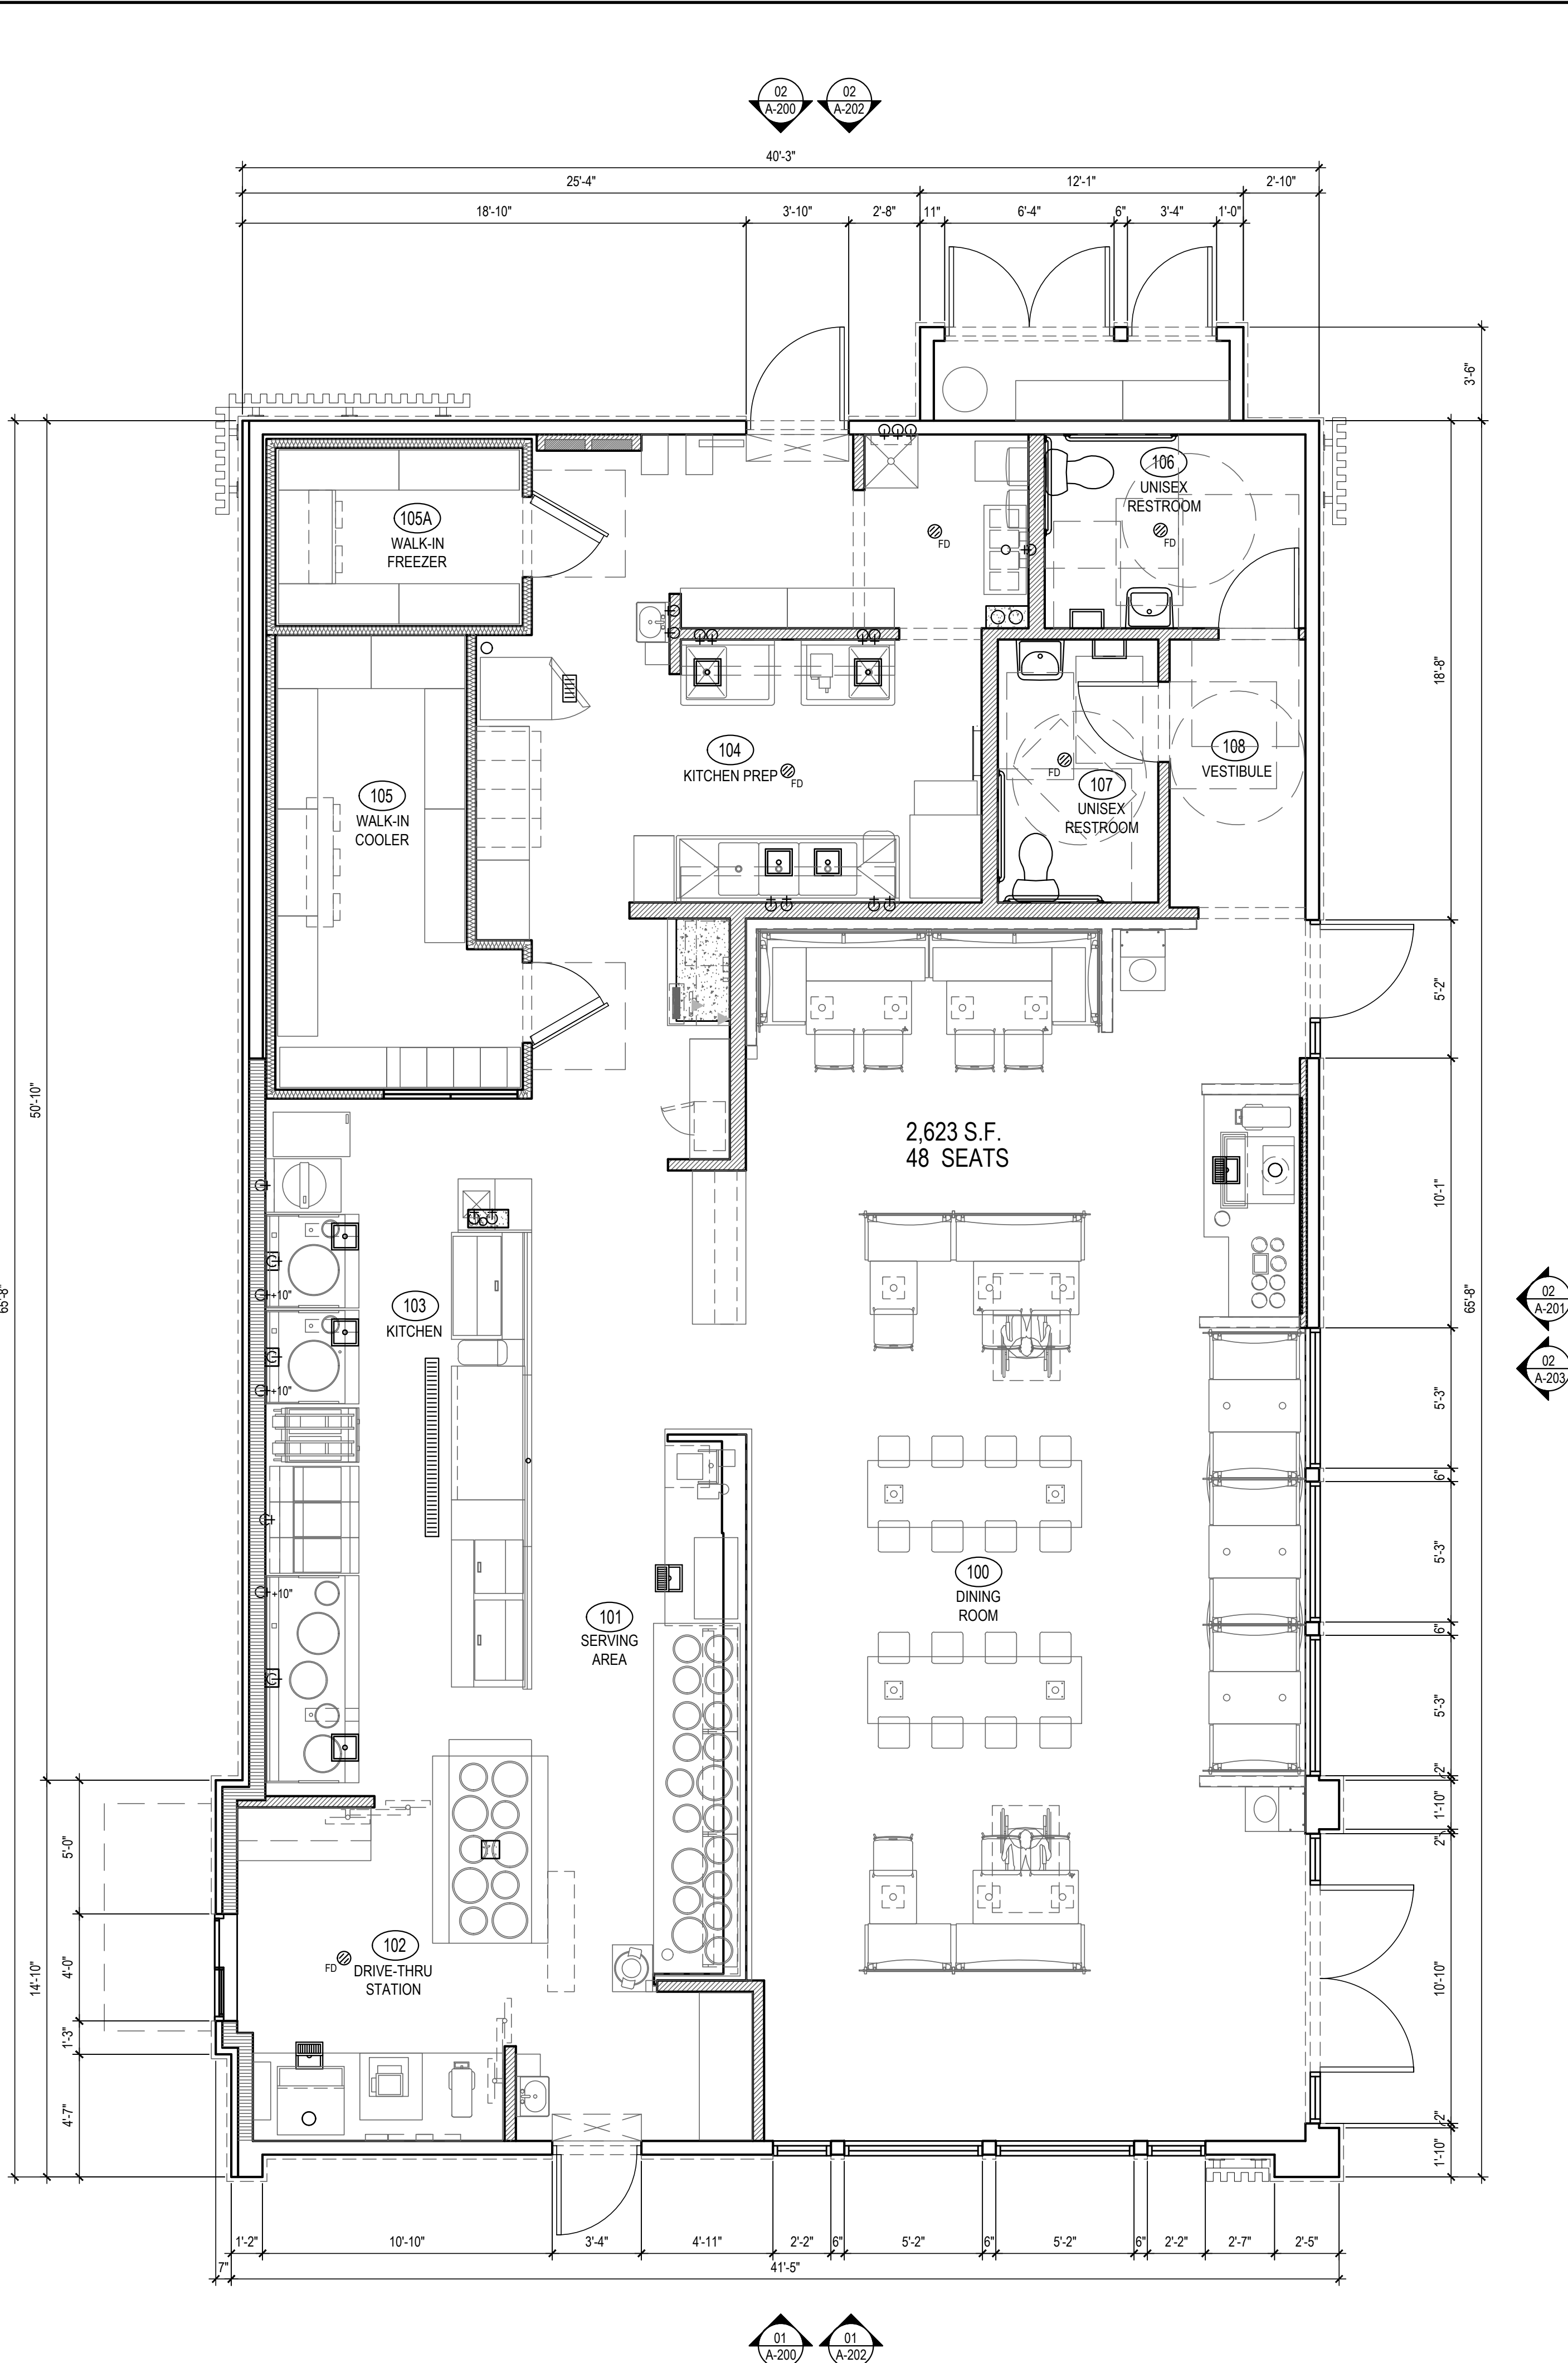 02
A-200
02
A-202
40'-3"
25'-4"
12'-1"
2'-10"
18'-10"
3'-10"
2'-8"
11"
6'-4"
6"
3'-4"
1'-0"
3'-6"
106
UNISEX
RESTROOM
FD
105A
WALK-IN
FREEZER
FD
18'-8"
104
KITCHEN PREP
FD
108
VESTIBULE
FD
107
UNISEX
RESTROOM
105
WALK-IN
COOLER
5'-2"
50'-10"
65'-8"
2,623 S.F.
48 SEATS
10'-1"
+10"
103
KITCHEN
65'-8"
02
A-201
02
A-203
+10"
5'-3"
6"
5'-3"
100
DINING
ROOM
+10"
101
SERVING
AREA
6"
5'-3"
2"
1'-10"
2"
5'-0"
4'-0"
14'-10"
102
DRIVE-THRU
STATION
FD
10'-10"
1'-3"
4'-7"
2"
1'-10"
1'-2"
10'-10"
3'-4"
4'-11"
2'-2"
6"
5'-2"
6"
5'-2"
6"
2'-2"
2'-7"
2'-5"
7"
41'-5"
01
A-200
01
A-202